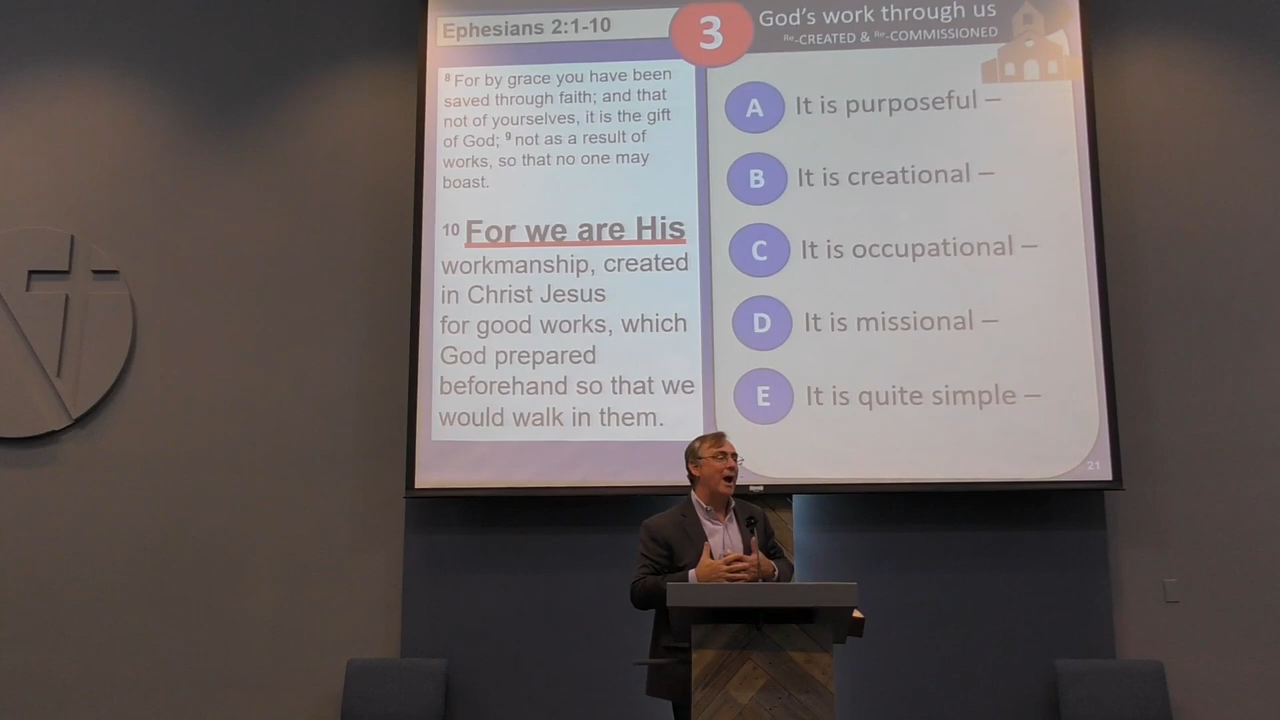 Ephesians 2:1-10
3
God's work through us
Re-CREATED & Re-COMMISSIONED
8 For by grace you have been
saved through faith; and that
not of yourselves, it is the gift
of God; 9 not as a result of
works, so that no one may
boast.
10 For we are His
workmanship, created
in Christ Jesus
for good works, which
God prepared
beforehand so that we
would walk in them.
A It is purposeful –
B It is creational –
C It is occupational –
D It is missional –
E It is quite simple –
21